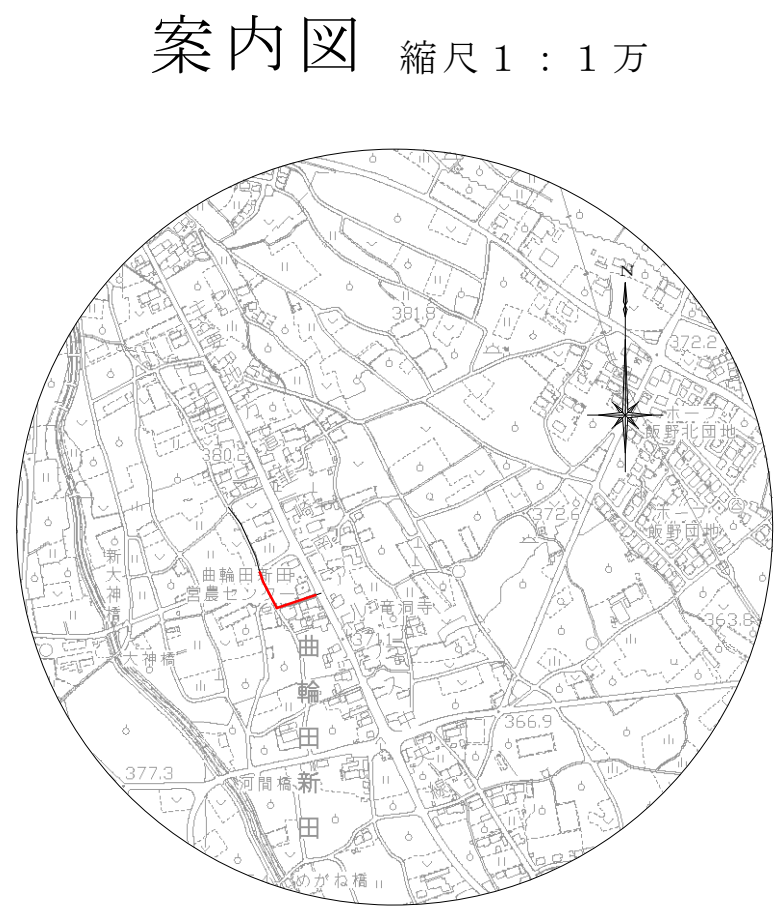 案内図 縮尺1：1万
N
381.8
372.2
ホープ
飯野北団地
380.2
372.6
ホープ
飯野団地
新大神橋
曲輪田新田
営農センター
竜洞寺
363.8
大神橋
曲輪田新田
366.9
377.3
河間橋
めがね橋